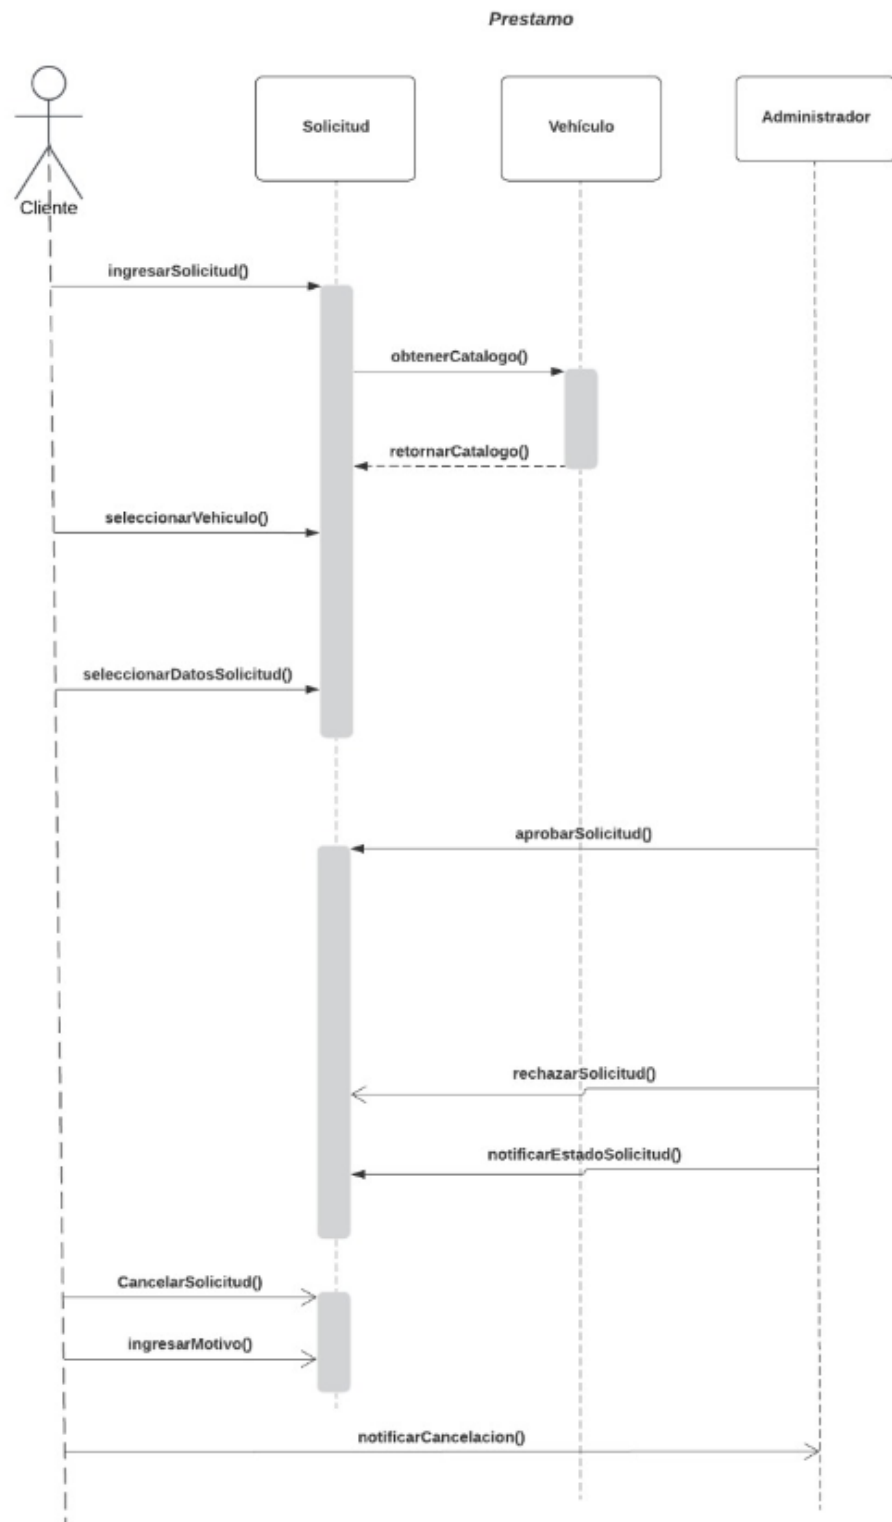 Prestamo
Solicitud
Vehículo
Administrador
Cliente
ingresarSolicitud()
obtenerCatalogo()
retornarCatalogo()
seleccionarVehiculo()
seleccionarDatosSolicitud()
aprobarSolicitud()
rechazarSolicitud()
notificarEstadoSolicitud()
CancelarSolicitud()
ingresarMotivo()
notificarCancelacion()